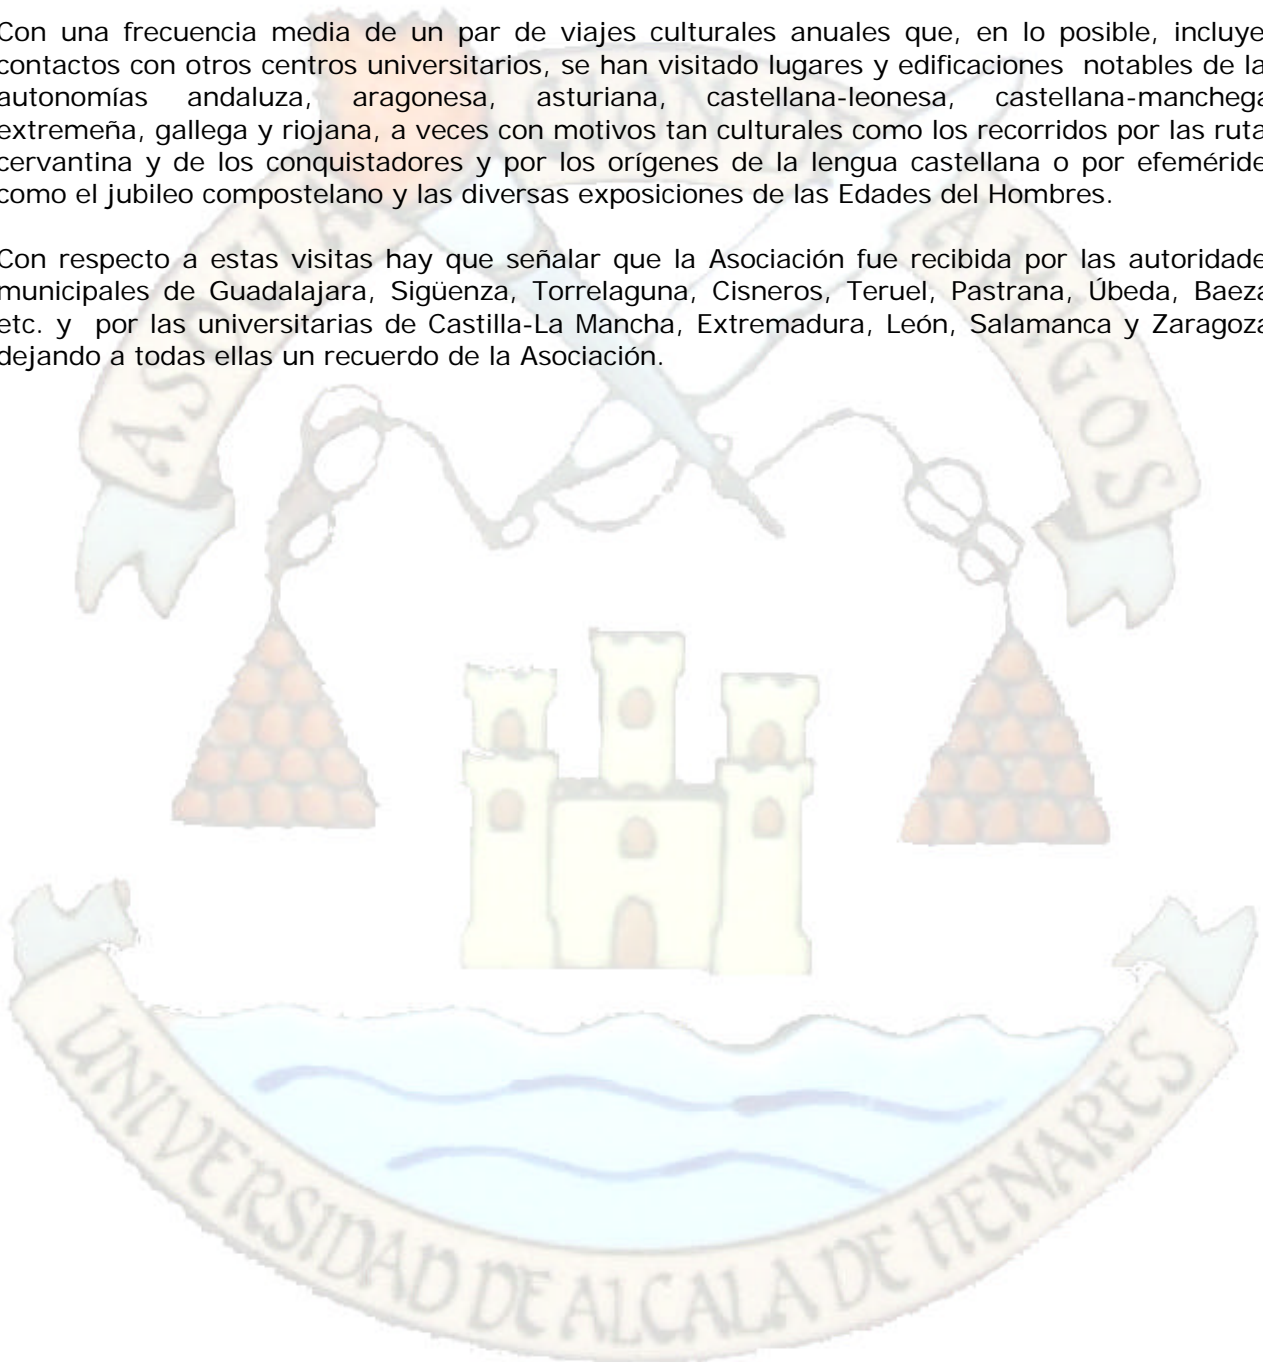 Con una frecuencia media de un par de viajes culturales anuales que, en lo posible, incluye
contactos con otros centros universitarios, se han visitado lugares y edificaciones notables de la
autonomías andaluza, aragonesa, asturiana, castellana-leonesa, castellana-manchega
extremeña, gallega y riojana, a veces con motivos tan culturales como los recorridos por las ruta
cervantina y de los conquistadores y por los orígenes de la lengua castellana o por efeméride
como el jubileo compostelano y las diversas exposiciones de las Edades del Hombres.
Con respecto a estas visitas hay que señalar que la Asociación fue recibida por las autoridade
municipales de Guadalajara, Sigüenza, Torrelaguna, Cisneros, Teruel, Pastrana, Úbeda, Baeza
etc. y por las universitarias de Castilla-La Mancha, Extremadura, León, Salamanca y Zaragoza
dejando a todas ellas un recuerdo de la Asociación.
ASOCIACION DE AMIGOS
UNIVERSIDAD DE ALCALA DE HENARES